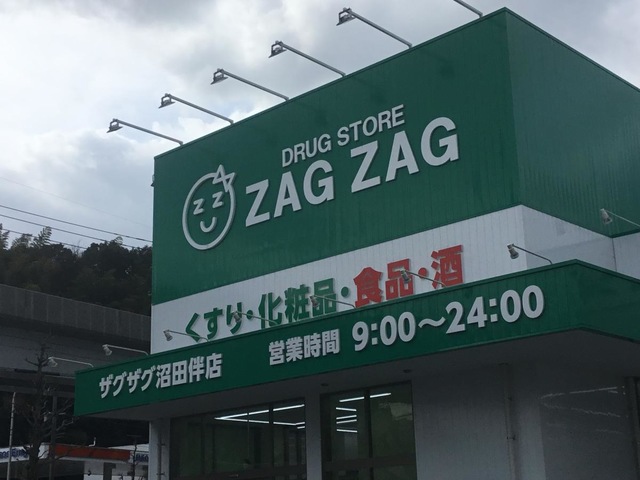 DRUG STORE
ZAG ZAG
くすり・化粧品・食品・酒
ザグザグ沼田伴店 営業時間 9:00～24:00